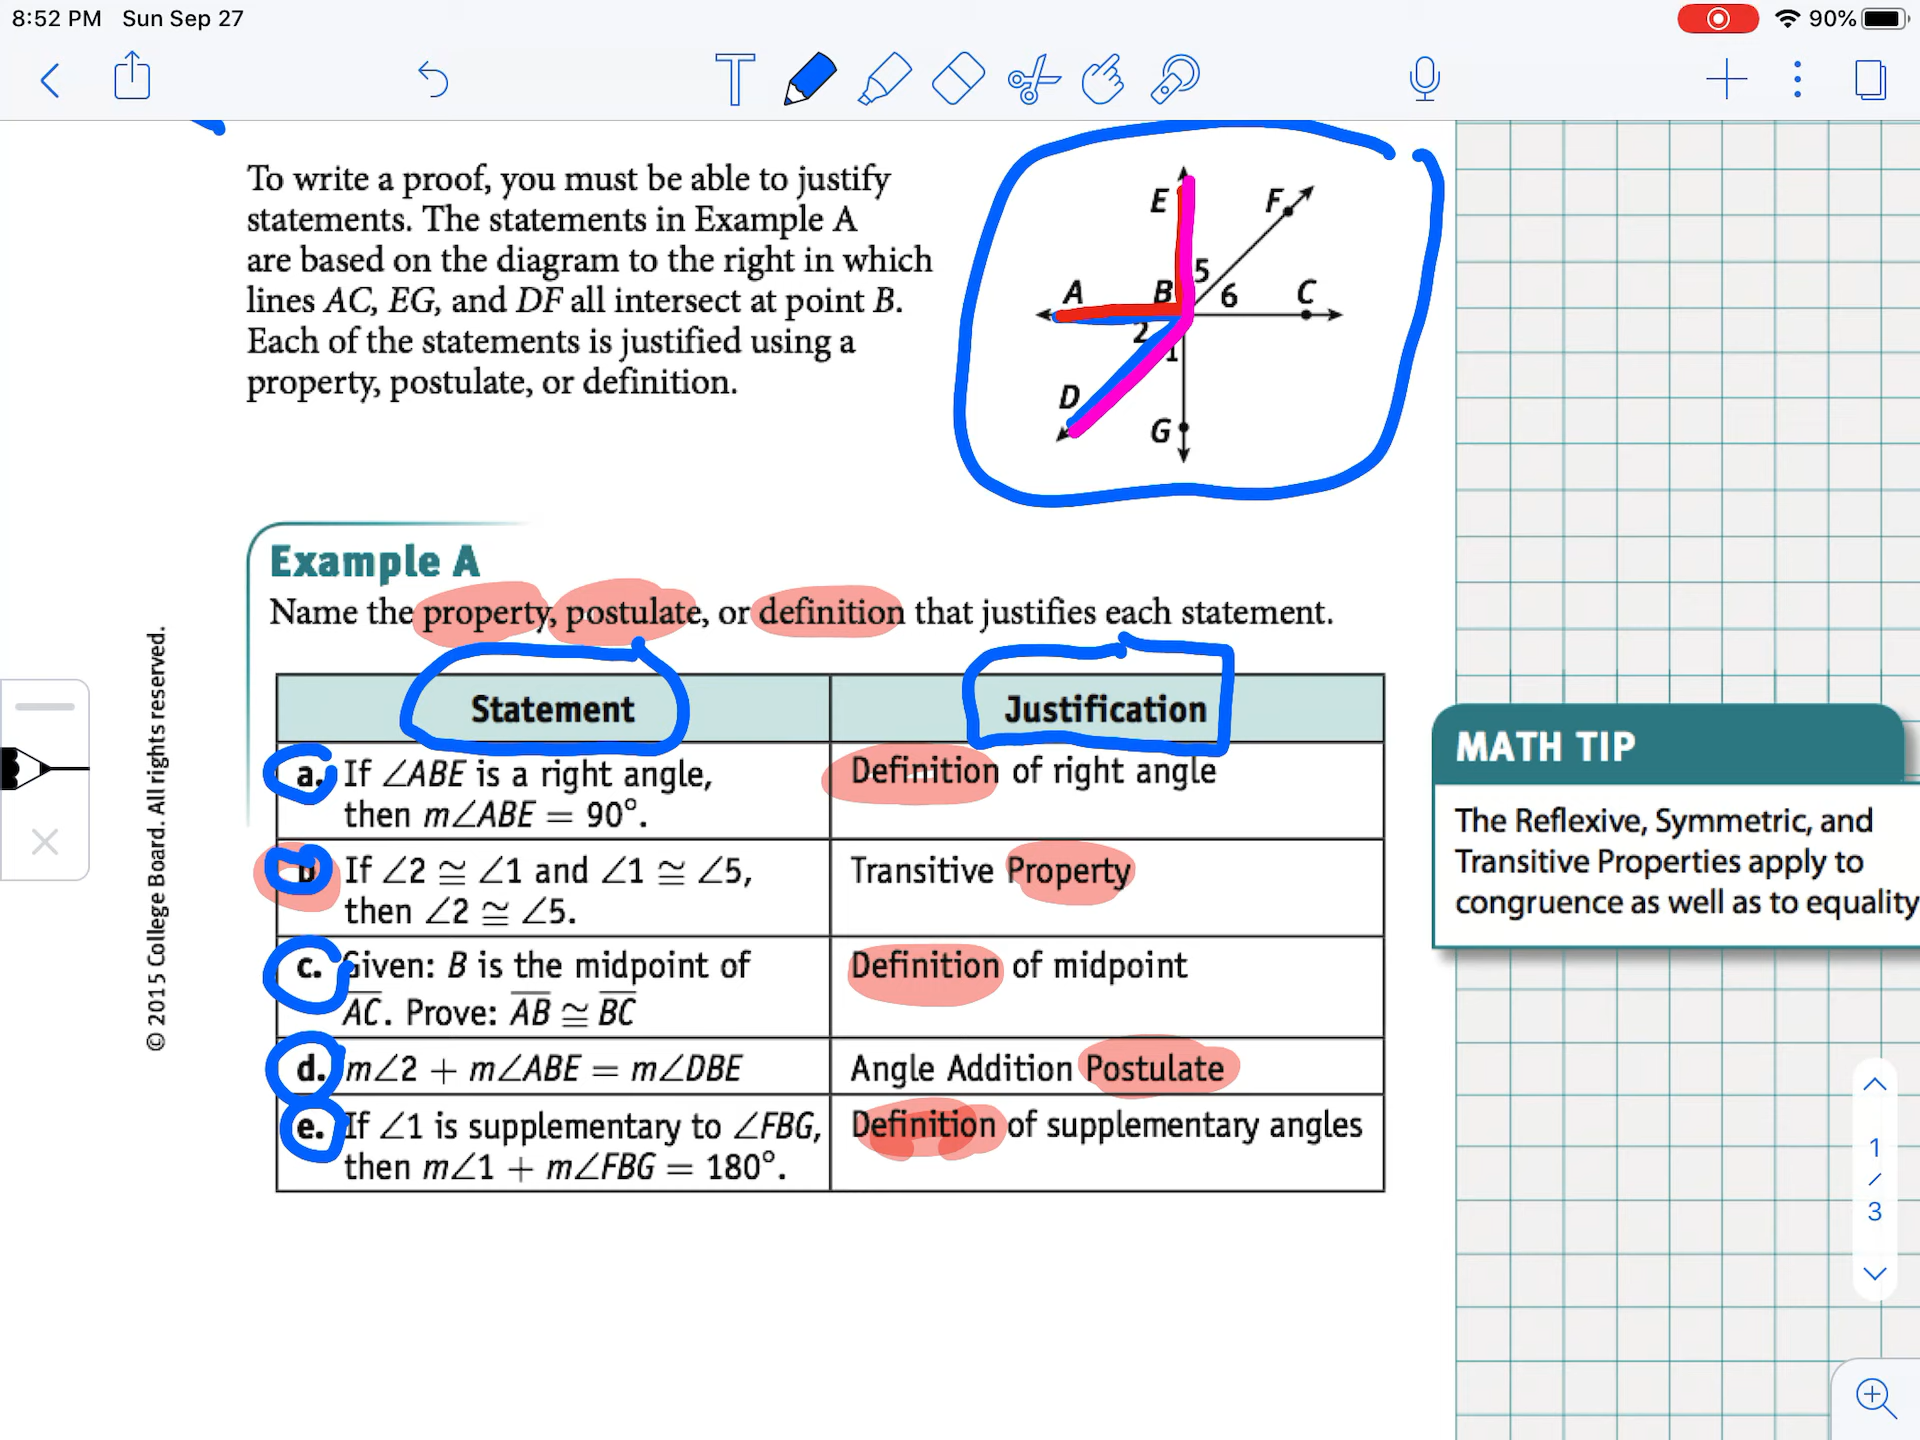 8:52 PM Sun Sep 27
90%
To write a proof, you must be able to justify
statements. The statements in Example A
are based on the diagram to the right in which
lines AC, EG, and DF all intersect at point B.
Each of the statements is justified using a
property, postulate, or definition.
E
F
5
A
B
6
C
2
1
D
G
Example A
Name the property, postulate, or definition that justifies each statement.
Statement
Justification
a. If ∠ABE is a right angle,
then m∠ABE = 90°.
Definition of right angle
b. If ∠2 ≅ ∠1 and ∠1 ≅ ∠5,
then ∠2 ≅ ∠5.
Transitive Property
c. Given: B is the midpoint of
A̅C̅. Prove: A̅B̅ ≅ B̅C̅
Definition of midpoint
d. m∠2 + m∠ABE = m∠DBE
Angle Addition Postulate
e. If ∠1 is supplementary to ∠FBG,
then m∠1 + m∠FBG = 180°.
Definition of supplementary angles
© 2015 College Board. All rights reserved.
MATH TIP
The Reflexive, Symmetric, and
Transitive Properties apply to
congruence as well as to equality
1
/
3